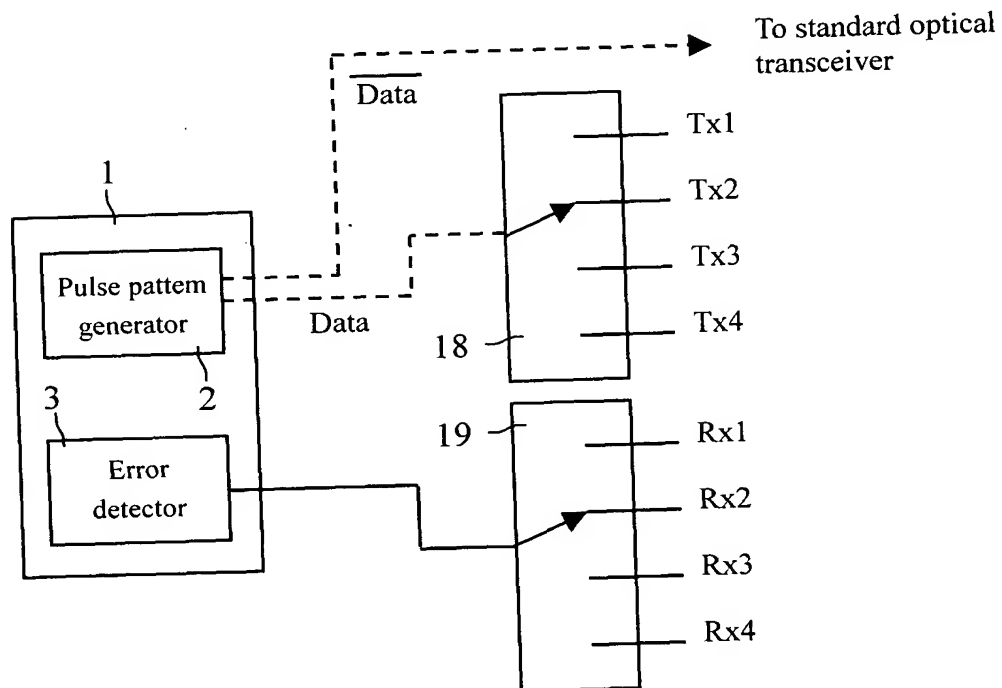 To standard optical
transceiver
D̅a̅t̅a̅
Tx1
1
Tx2
Pulse pattem
generator
Tx3
Data
Tx4
18
2
3
19
Rx1
Error
detector
Rx2
Rx3
Rx4